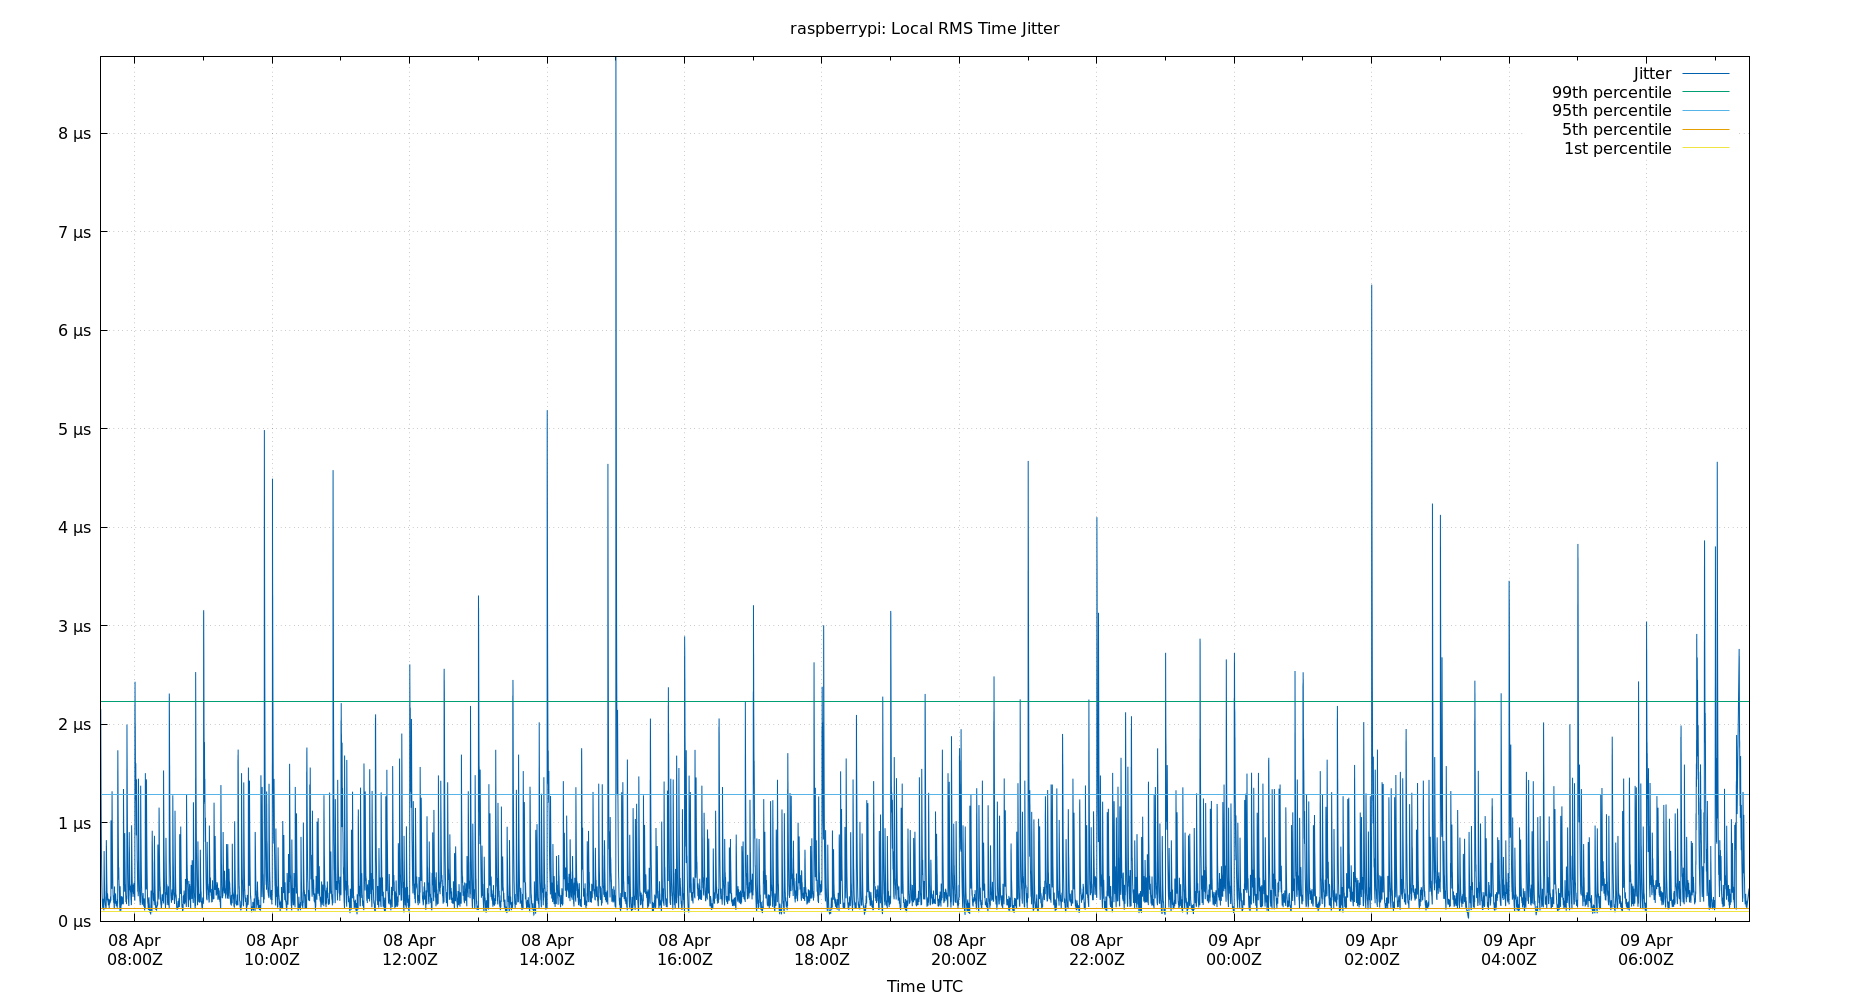 raspberrypi: Local RMS Time Jitter
Jitter
99th percentile
95th percentile
5th percentile
1st percentile
8 µs
7 µs
6 µs
5 µs
4 µs
3 µs
2 µs
1 µs
0 µs
08 Apr 08 Apr 08 Apr 08 Apr 08 Apr 08 Apr 08 Apr 08 Apr 09 Apr 09 Apr 09 Apr 09 Apr
08:00Z 10:00Z 12:00Z 14:00Z 16:00Z 18:00Z 20:00Z 22:00Z 00:00Z 02:00Z 04:00Z 06:00Z
Time UTC